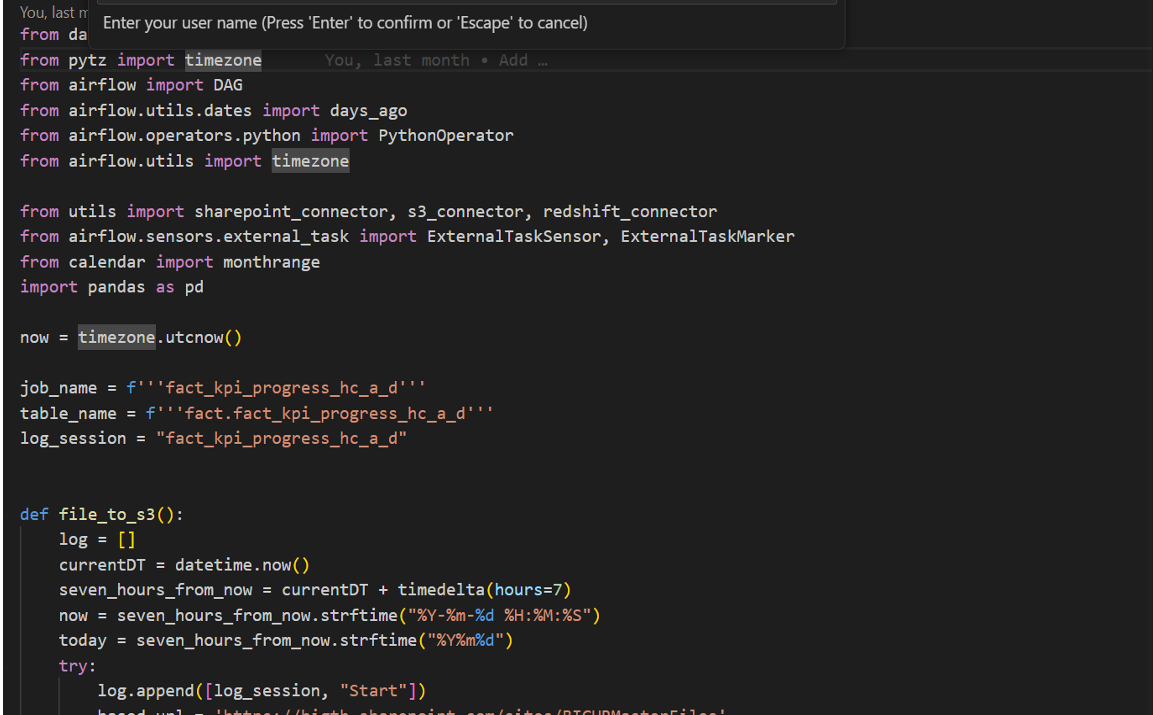 You, last m
Enter your user name (Press 'Enter' to confirm or 'Escape' to cancel)
from da
from pytz import timezone You, last month • Add …
from airflow import DAG
from airflow.utils.dates import days_ago
from airflow.operators.python import PythonOperator
from airflow.utils import timezone
from utils import sharepoint_connector, s3_connector, redshift_connector
from airflow.sensors.external_task import ExternalTaskSensor, ExternalTaskMarker
from calendar import monthrange
import pandas as pd
now = timezone.utcnow()
job_name = f'''fact_kpi_progress_hc_a_d'''
table_name = f'''fact.fact_kpi_progress_hc_a_d'''
log_session = "fact_kpi_progress_hc_a_d"
def file_to_s3():
log = []
currentDT = datetime.now()
seven_hours_from_now = currentDT + timedelta(hours=7)
now = seven_hours_from_now.strftime("%Y-%m-%d %H:%M:%S")
today = seven_hours_from_now.strftime("%Y%m%d")
try:
log.append([log_session, "Start"])